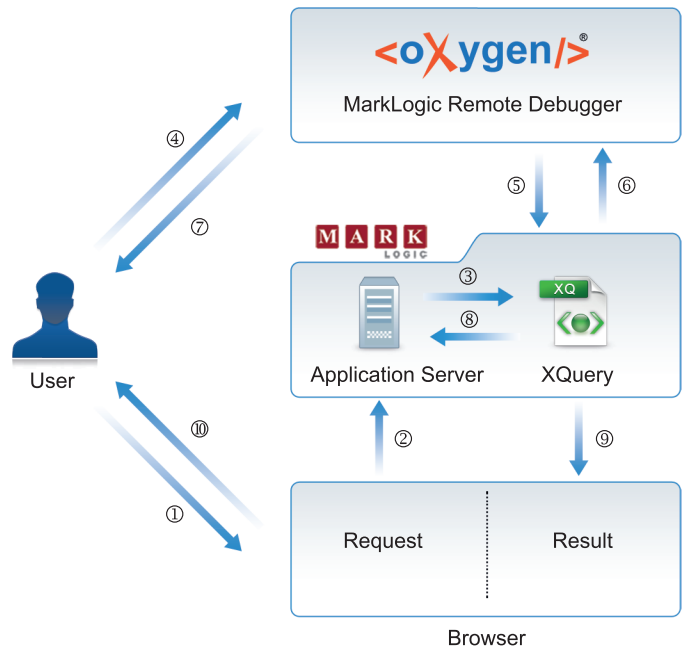 <oXygen/>®
MarkLogic Remote Debugger
④
⑦
⑤
⑥
MARK
LOGIC
③
XQ
⑧
User
Application Server
XQuery
⑩
②
⑨
①
Request
Result
Browser